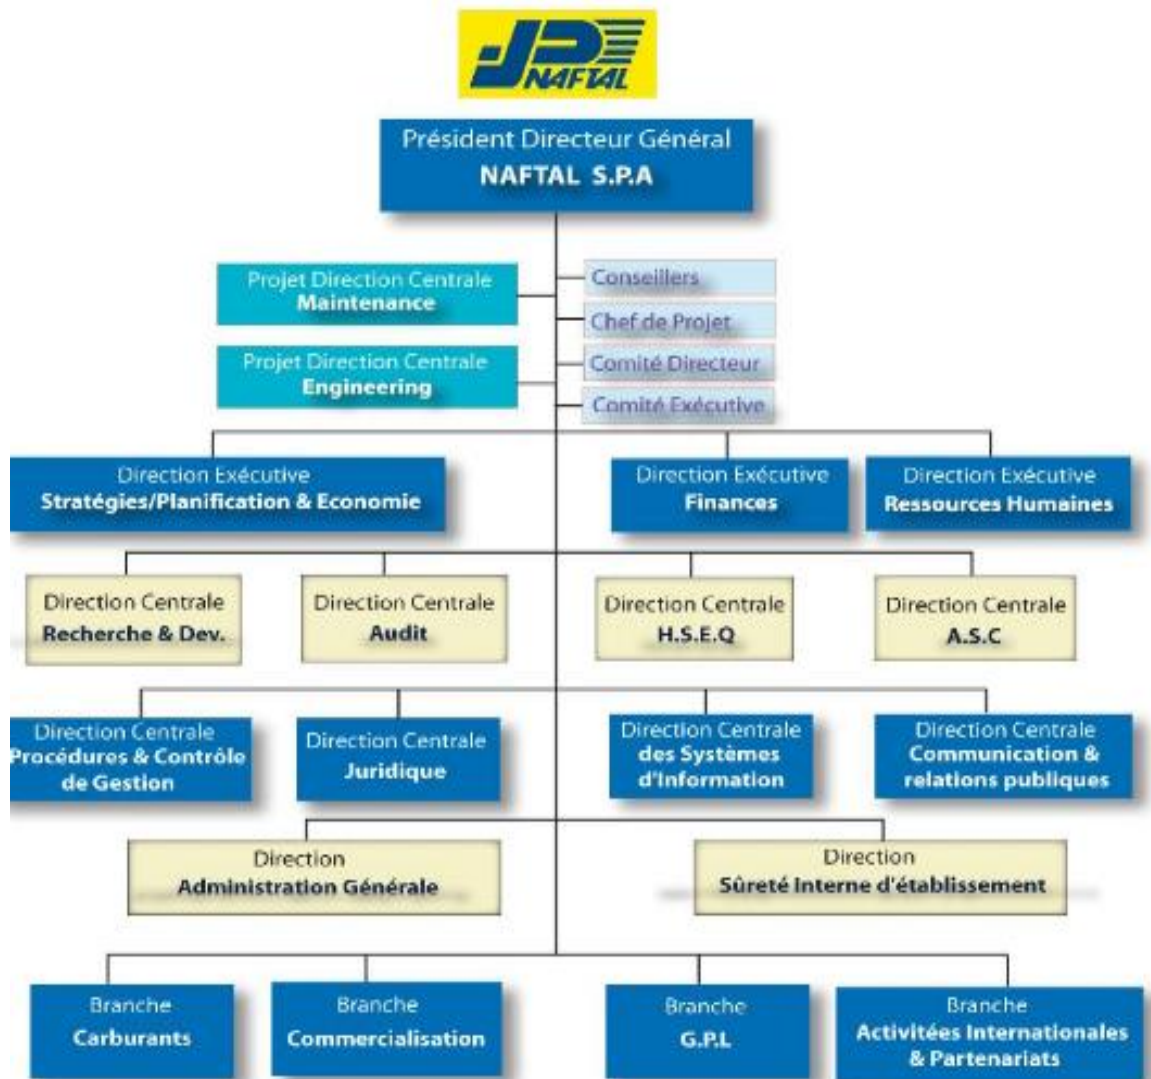 NAFTAL
Président Directeur Général
NAFTAL S.P.A
Projet Direction Centrale
Maintenance
Conseillers
Chef de Projet
Projet Direction Centrale
Engineering
Comité Directeur
Comité Exécutive
Direction Exécutive
Stratégies/Planification & Economie
Direction Exécutive
Finances
Direction Exécutive
Ressources Humaines
Direction Centrale
Recherche & Dev.
Direction Centrale
Audit
Direction Centrale
H.S.E.Q
Direction Centrale
A.S.C
Direction Centrale
Procédures & Contrôle
de Gestion
Direction Centrale
Juridique
Direction Centrale
des Systèmes
d'Information
Direction Centrale
Communication &
relations publiques
Direction
Administration Générale
Direction
Sûreté Interne d'établissement
Branche
Carburants
Branche
Commercialisation
Branche
G.P.L
Branche
Activitées Internationales
& Partenariats